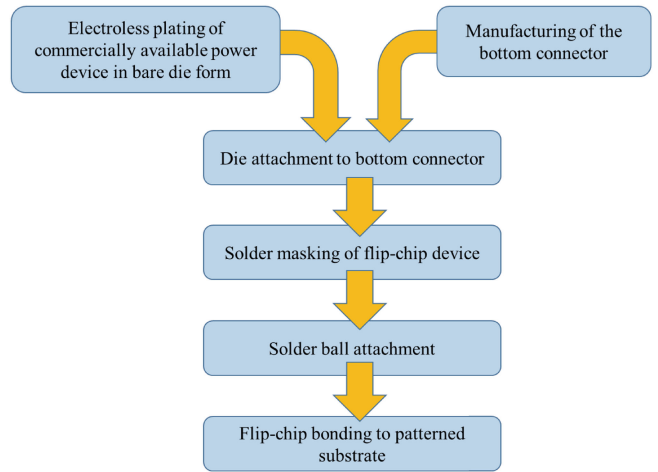 Electroless plating of
commercially available power
device in bare die form
Manufacturing of the
bottom connector
Die attachment to bottom connector
Solder masking of flip-chip device
Solder ball attachment
Flip-chip bonding to patterned
substrate